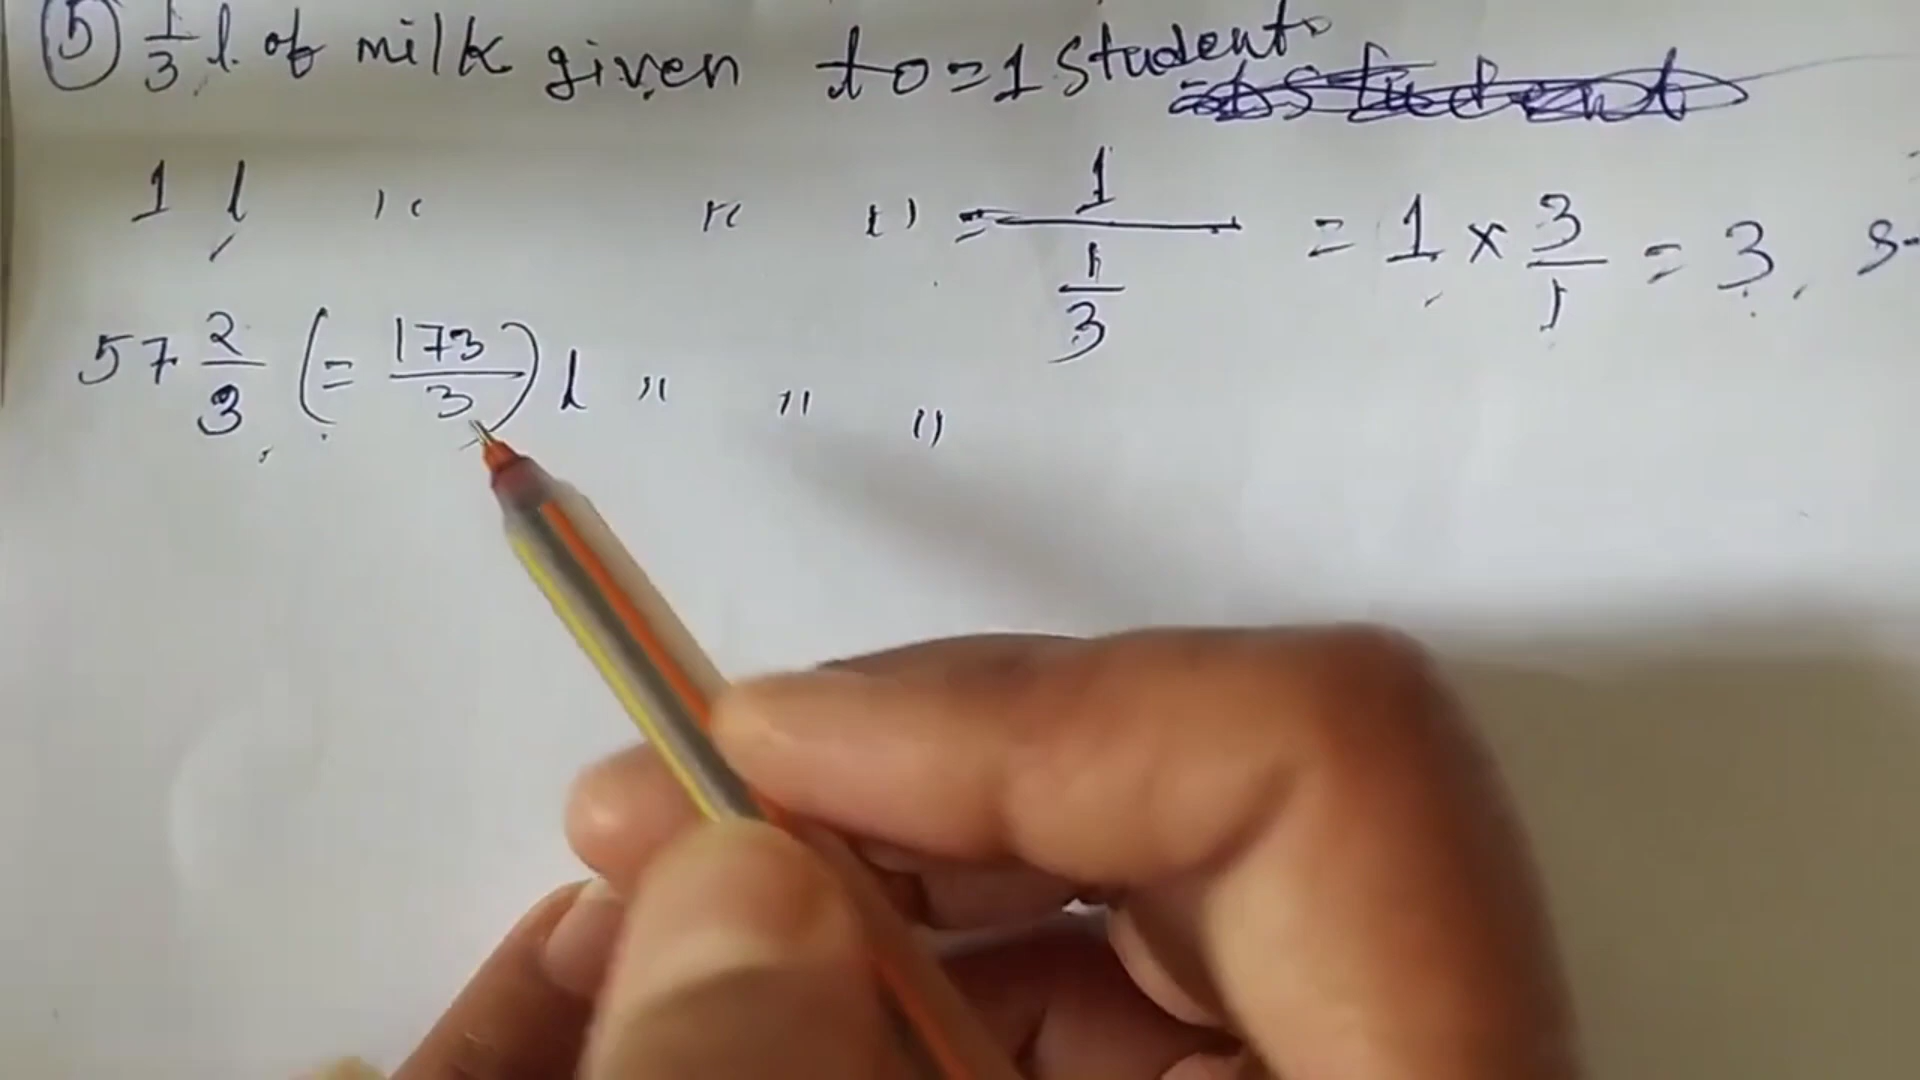 ⑤ 1/3 l of milk given to = 1 student
1 l " " " = 1/(1/3) = 1 × 3/1 = 3 s
57 2/3 (= 173/3) l " " "